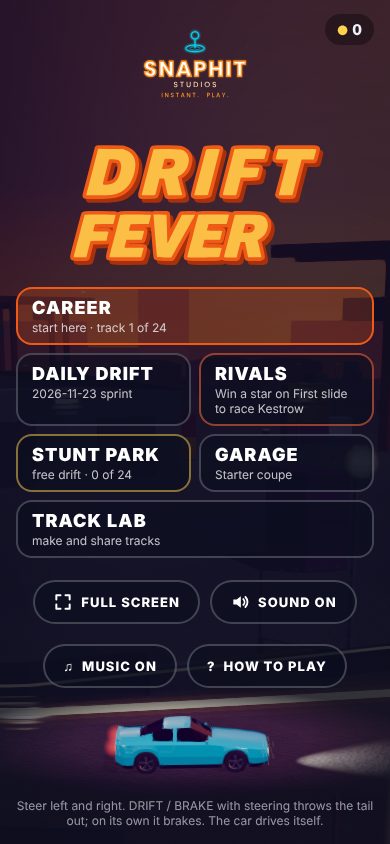 0
SNAPHIT
STUDIOS
INSTANT. PLAY.
DRIFT
FEVER
CAREER
start here · track 1 of 24
DAILY DRIFT
2026-11-23 sprint
RIVALS
Win a star on First slide
to race Kestrow
STUNT PARK
free drift · 0 of 24
GARAGE
Starter coupe
TRACK LAB
make and share tracks
FULL SCREEN
SOUND ON
♫ MUSIC ON
? HOW TO PLAY
Steer left and right. DRIFT / BRAKE with steering throws the tail
out; on its own it brakes. The car drives itself.